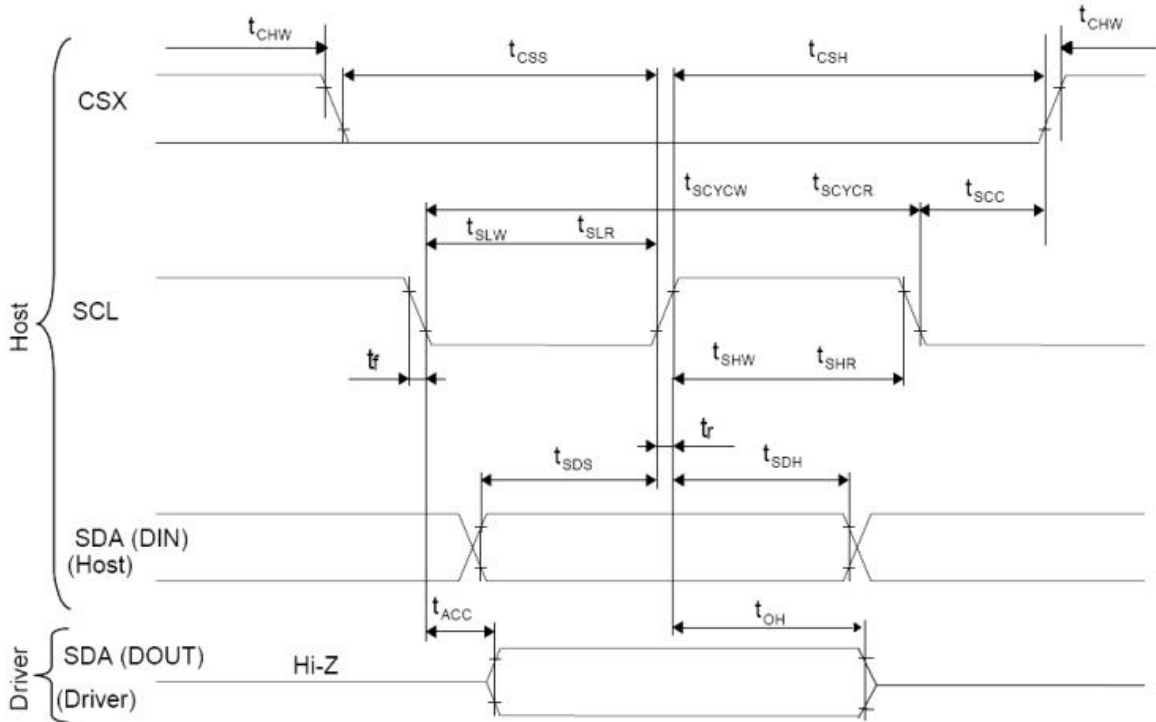 tCHW
tCHW
tCSS
tCSH
CSX
tSCYCW
tSCYCR
tSCC
tSLW
tSLR
SCL
tf
tSHW
tSHR
tr
tSDS
tSDH
SDA (DIN)
(Host)
Host
tACC
tOH
SDA (DOUT)
Hi-Z
(Driver)
Driver